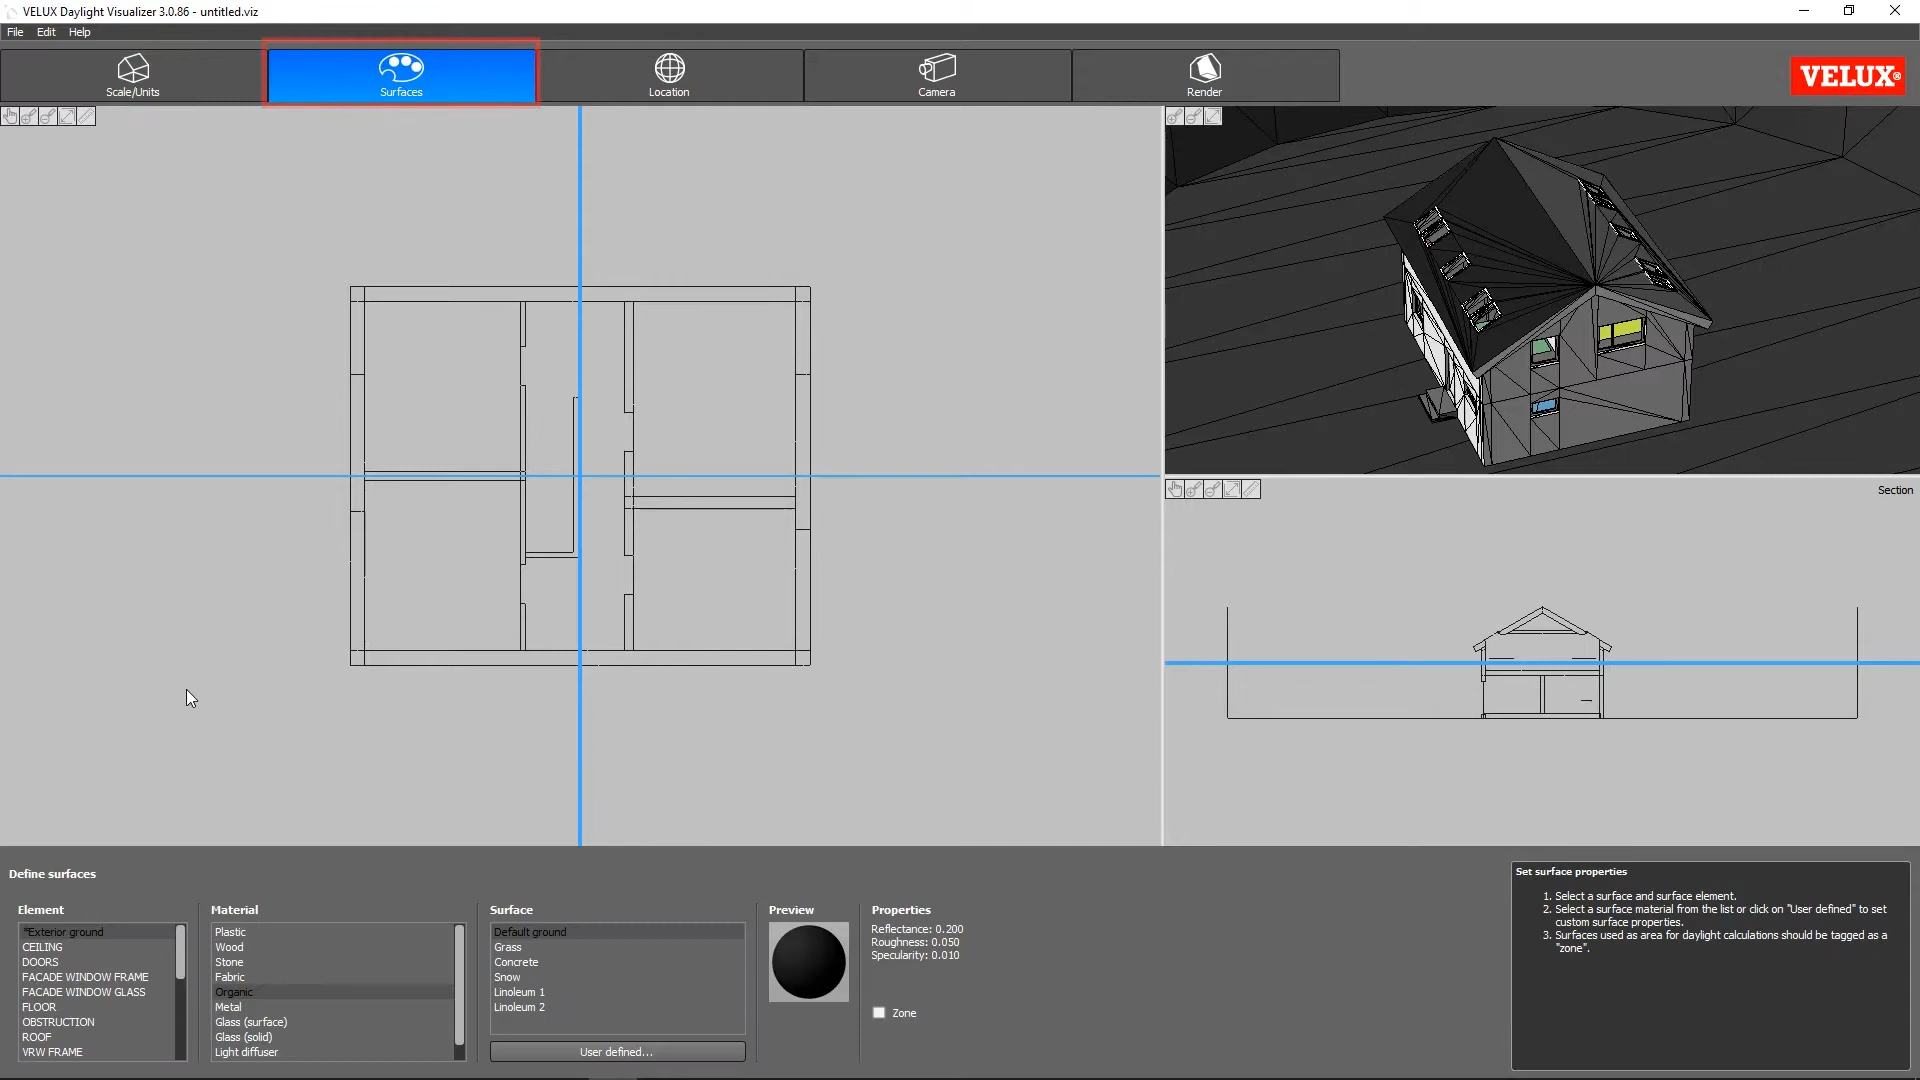 VELUX Daylight Visualizer 3.0.86 - untitled.viz
File Edit Help
Scale/Units
Surfaces
Location
Camera
Render
VELUX®
Section
Define surfaces
Element
*Exterior ground
CEILING
DOORS
FACADE WINDOW FRAME
FACADE WINDOW GLASS
FLOOR
OBSTRUCTION
ROOF
VRW FRAME
Material
Plastic
Wood
Stone
Fabric
Organic
Metal
Glass (surface)
Glass (solid)
Light diffuser
Surface
Default ground
Grass
Concrete
Snow
Linoleum 1
Linoleum 2
User defined...
Preview
Properties
Reflectance: 0.200
Roughness: 0.050
Specularity: 0.010
Zone
Set surface properties
1. Select a surface and surface element.
2. Select a surface material from the list or click on "User defined" to set
custom surface properties.
3. Surfaces used as area for daylight calculations should be tagged as a
"zone".